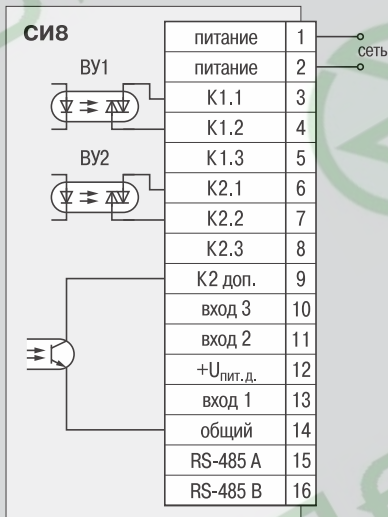 СИ8
ВУ1
ВУ2
питание 1
питание 2
сеть
К1.1 3
К1.2 4
К1.3 5
К2.1 6
К2.2 7
К2.3 8
К2 доп. 9
вход 3 10
вход 2 11
+Uпит.д. 12
вход 1 13
общий 14
RS-485 A 15
RS-485 B 16